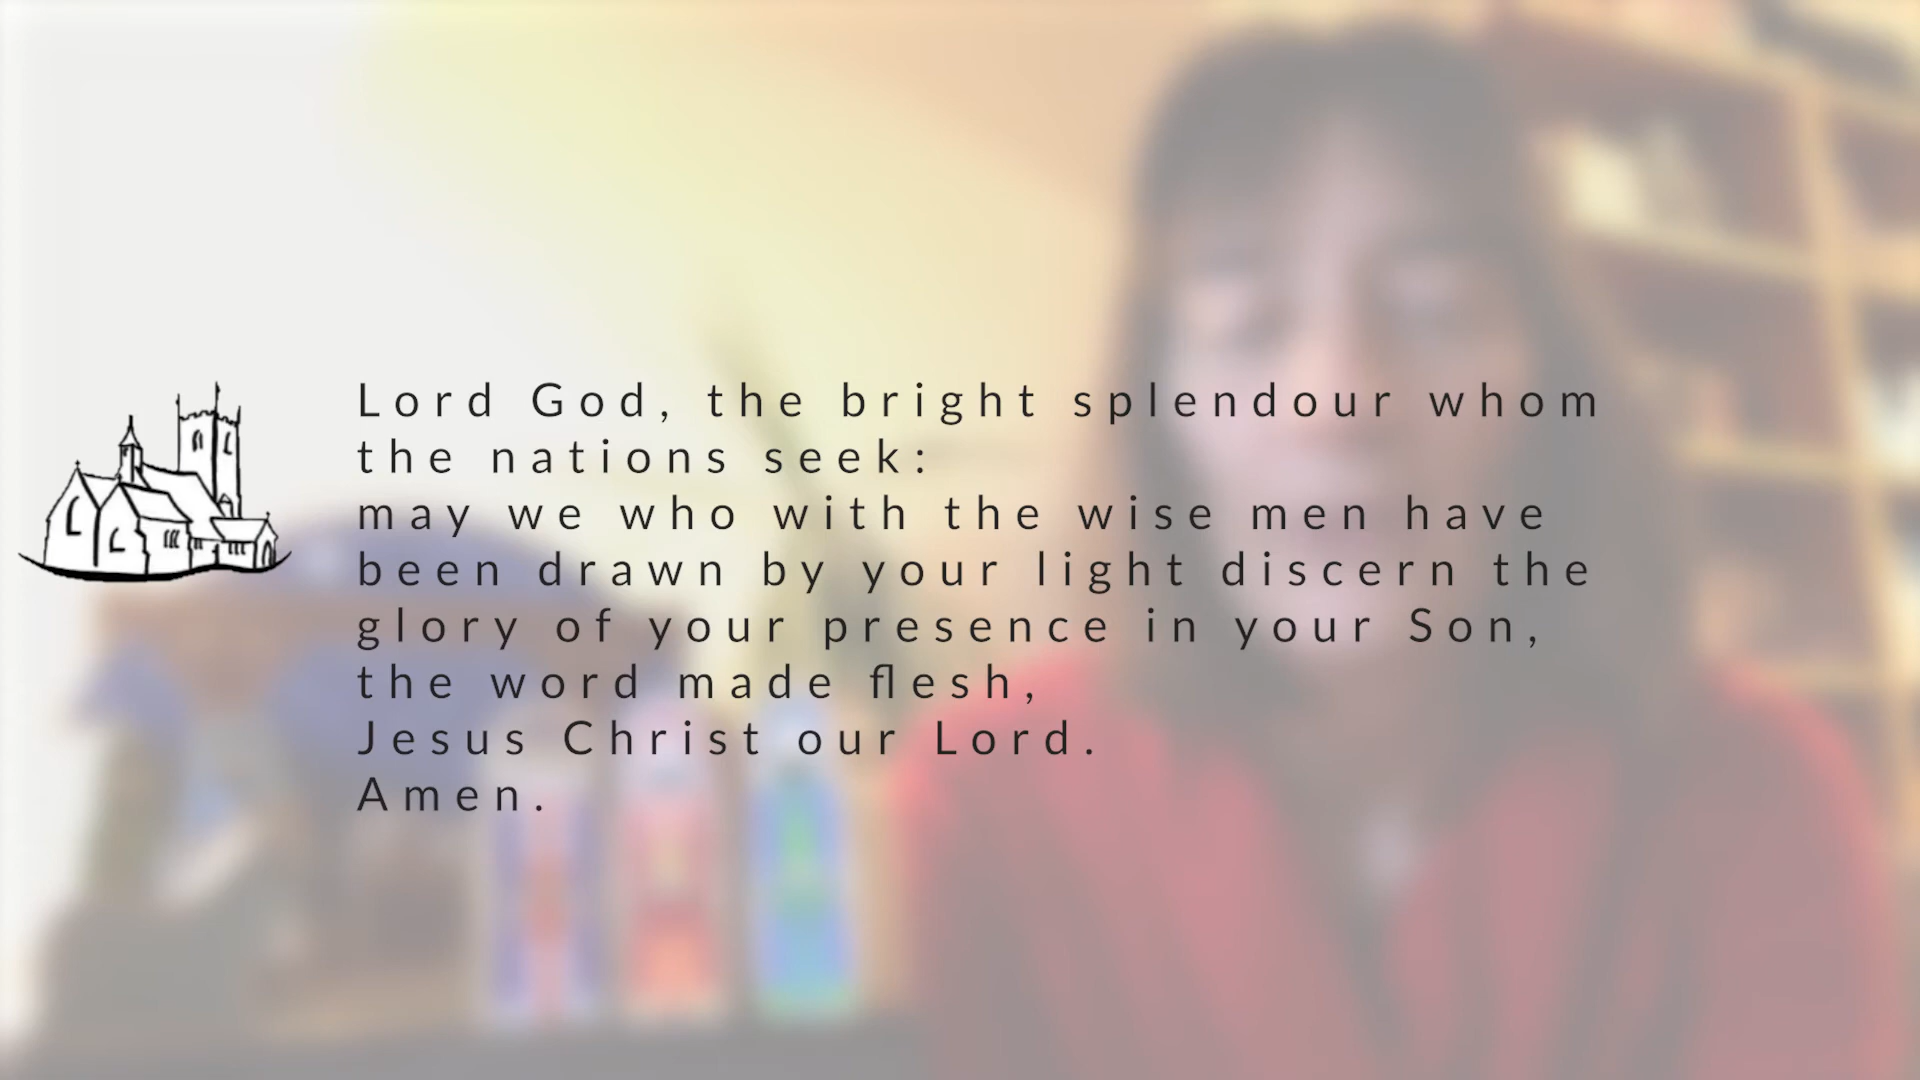 Lord God, the bright splendour whom
the nations seek:
may we who with the wise men have
been drawn by your light discern the
glory of your presence in your Son,
the word made flesh,
Jesus Christ our Lord.
Amen.